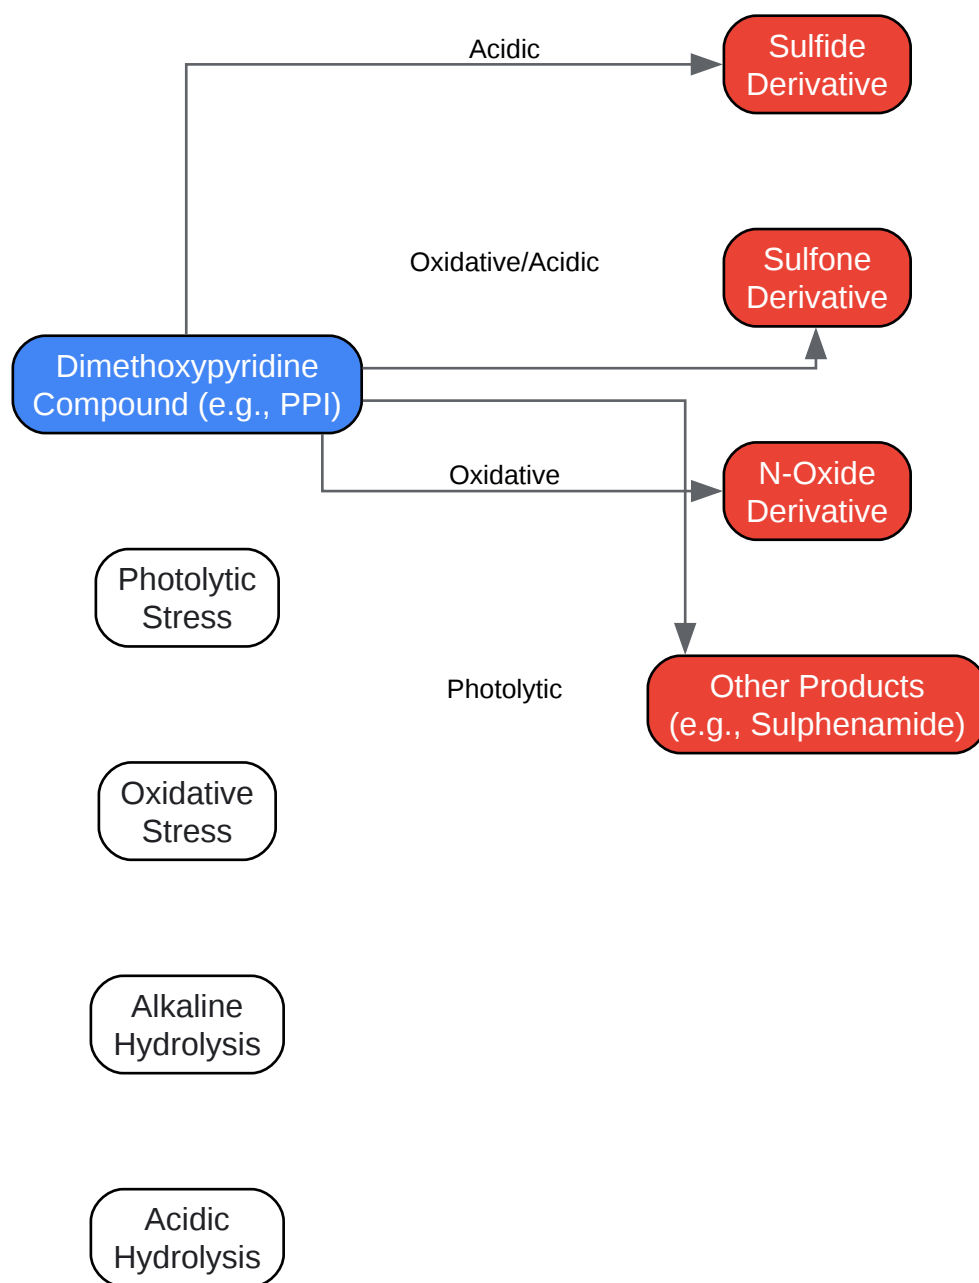 Acidic
Sulfide
Derivative
Oxidative/Acidic
Sulfone
Derivative
Dimethoxypyridine
Compound (e.g., PPI)
Oxidative
N-Oxide
Derivative
Photolytic
Stress
Photolytic
Other Products
(e.g., Sulphenamide)
Oxidative
Stress
Alkaline
Hydrolysis
Acidic
Hydrolysis